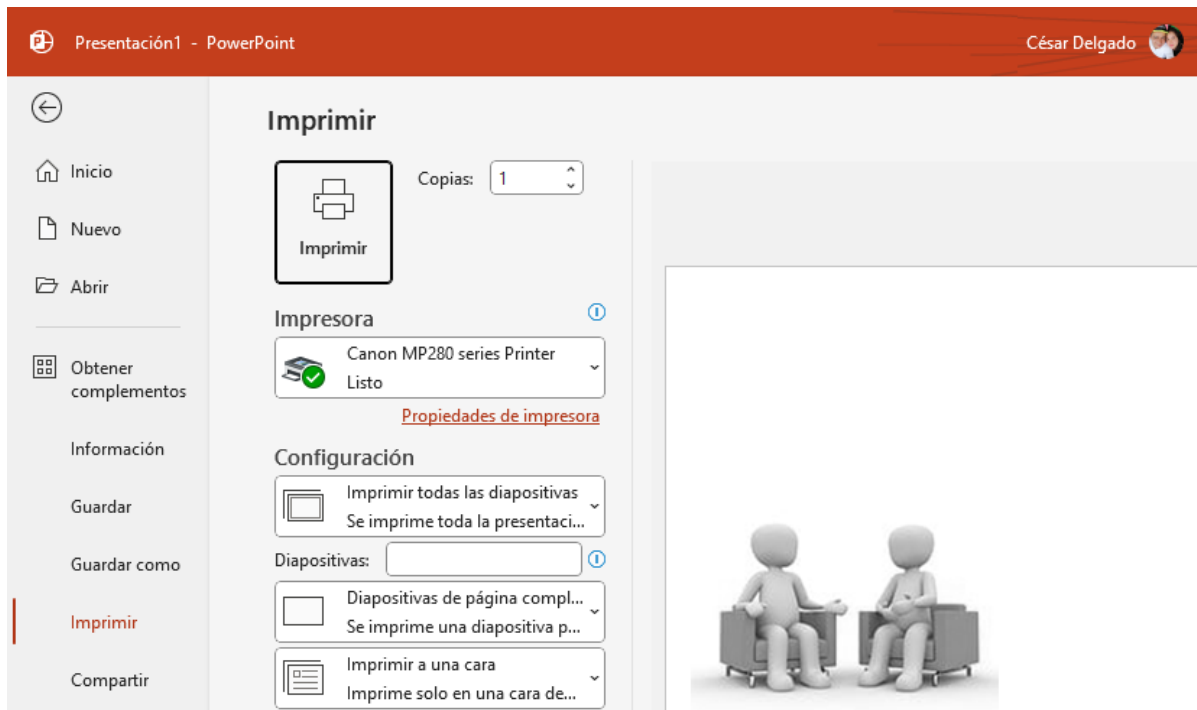 Presentación1 - PowerPoint
César Delgado
Imprimir
Inicio
Nuevo
Abrir
Obtener
complementos
Información
Guardar
Guardar como
Imprimir
Compartir
Imprimir
Copias: 1
Impresora
Canon MP280 series Printer
Listo
Propiedades de impresora
Configuración
Imprimir todas las diapositivas
Se imprime toda la presentaci...
Diapositivas:
Diapositivas de página compl...
Se imprime una diapositiva p...
Imprimir a una cara
Imprime solo en una cara de...